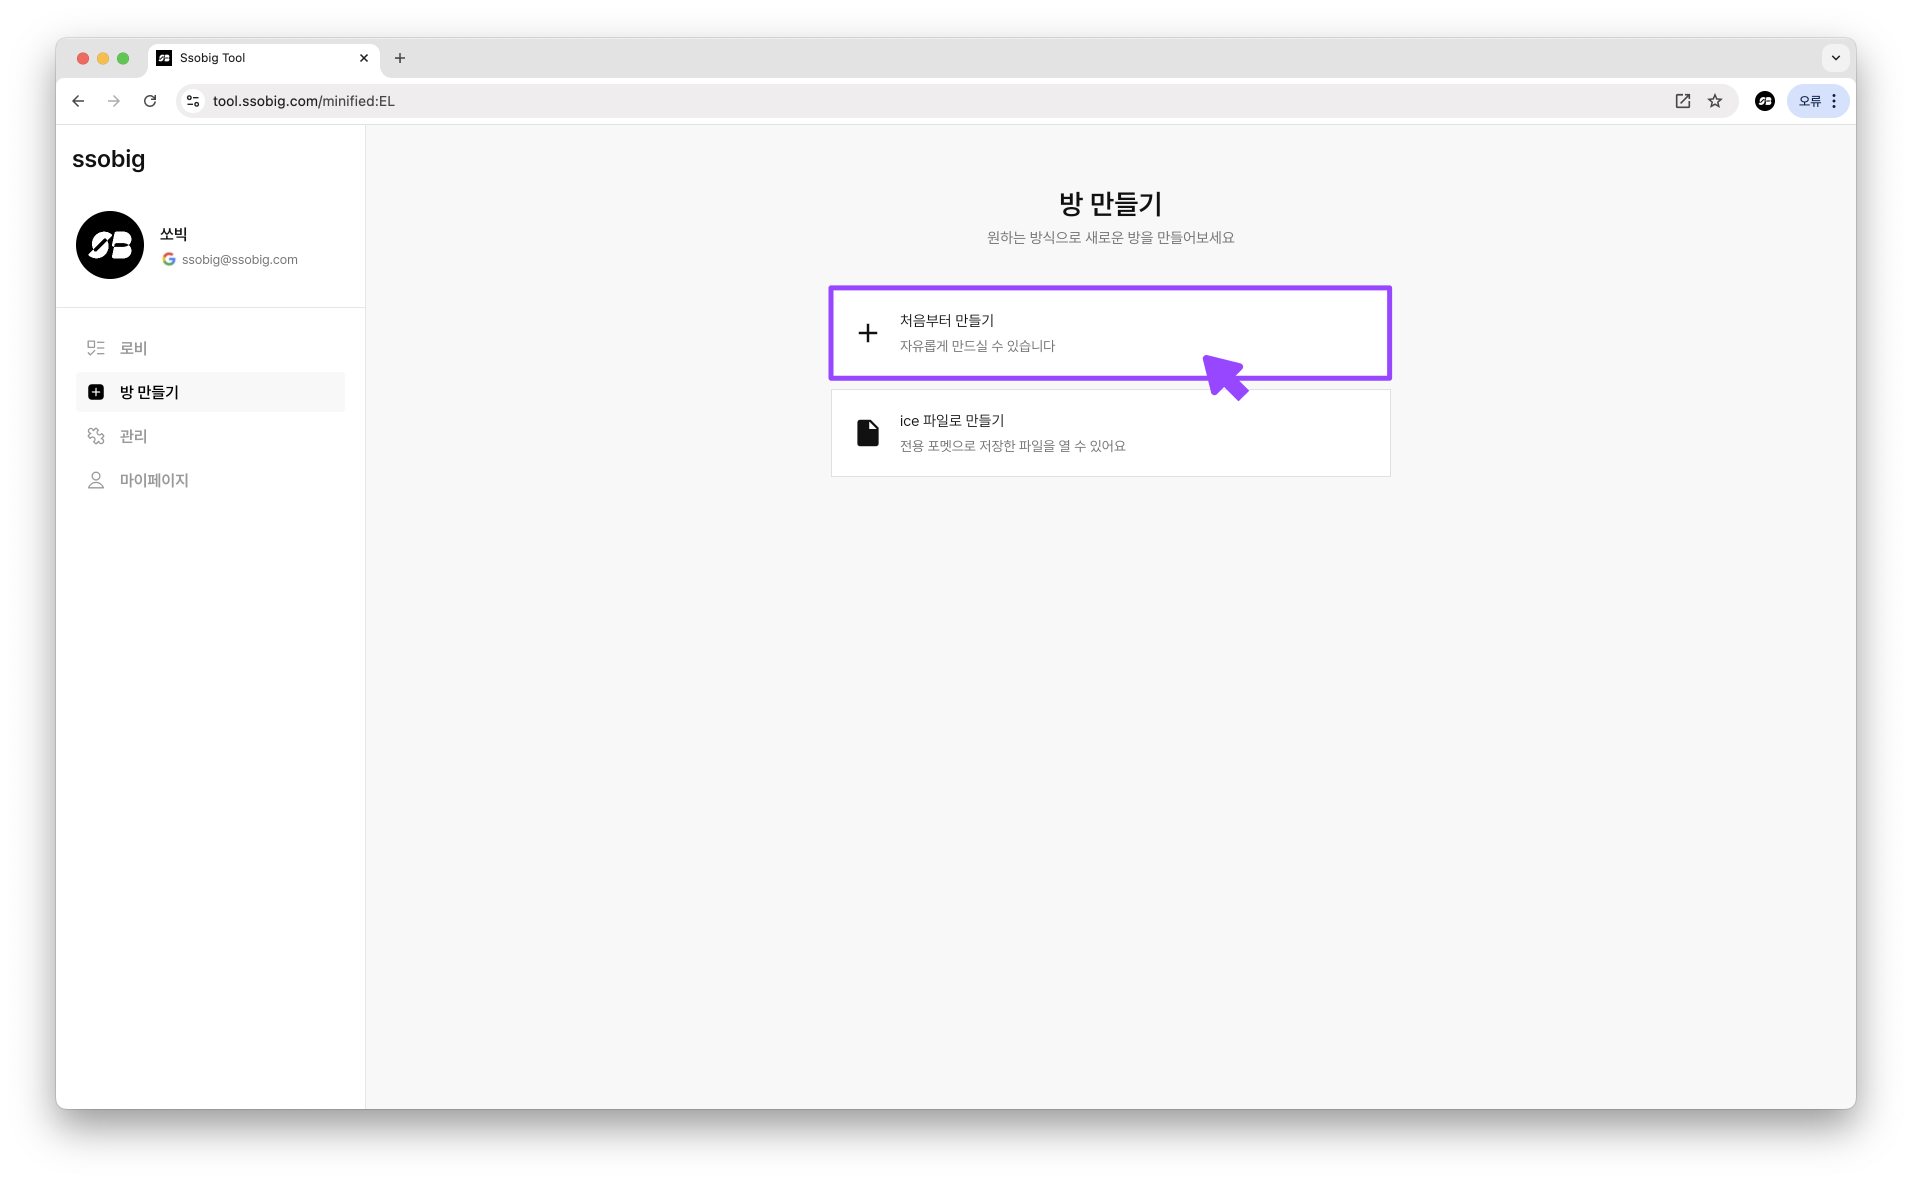 Ssobig Tool
tool.ssobig.com/minified:EL
오류
ssobig
쏘빅
ssobig@ssobig.com
로비
방 만들기
관리
마이페이지
방 만들기
원하는 방식으로 새로운 방을 만들어보세요
처음부터 만들기
자유롭게 만드실 수 있습니다
ice 파일로 만들기
전용 포멧으로 저장한 파일을 열 수 있어요